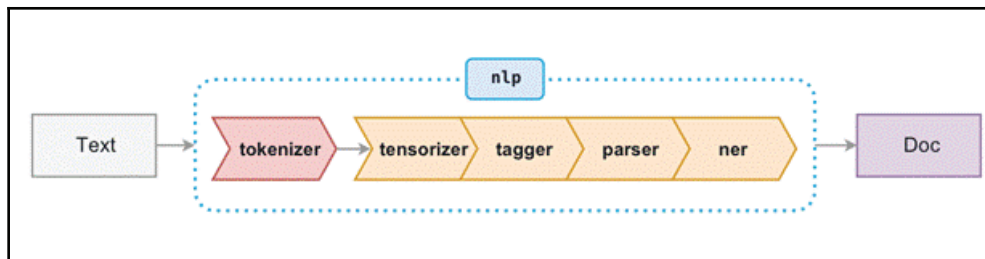 nlp
Text
tokenizer
tensorizer
tagger
parser
ner
Doc